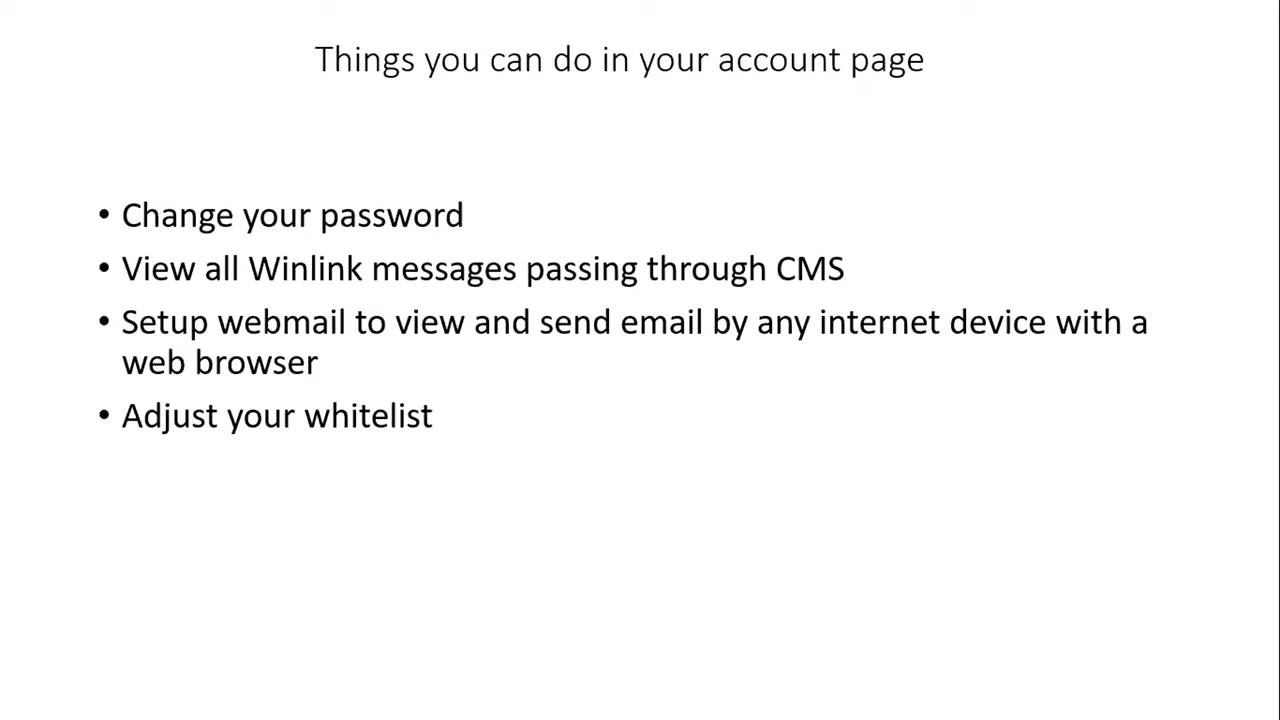 Things you can do in your account page
• Change your password
• View all Winlink messages passing through CMS
• Setup webmail to view and send email by any internet device with a
web browser
• Adjust your whitelist